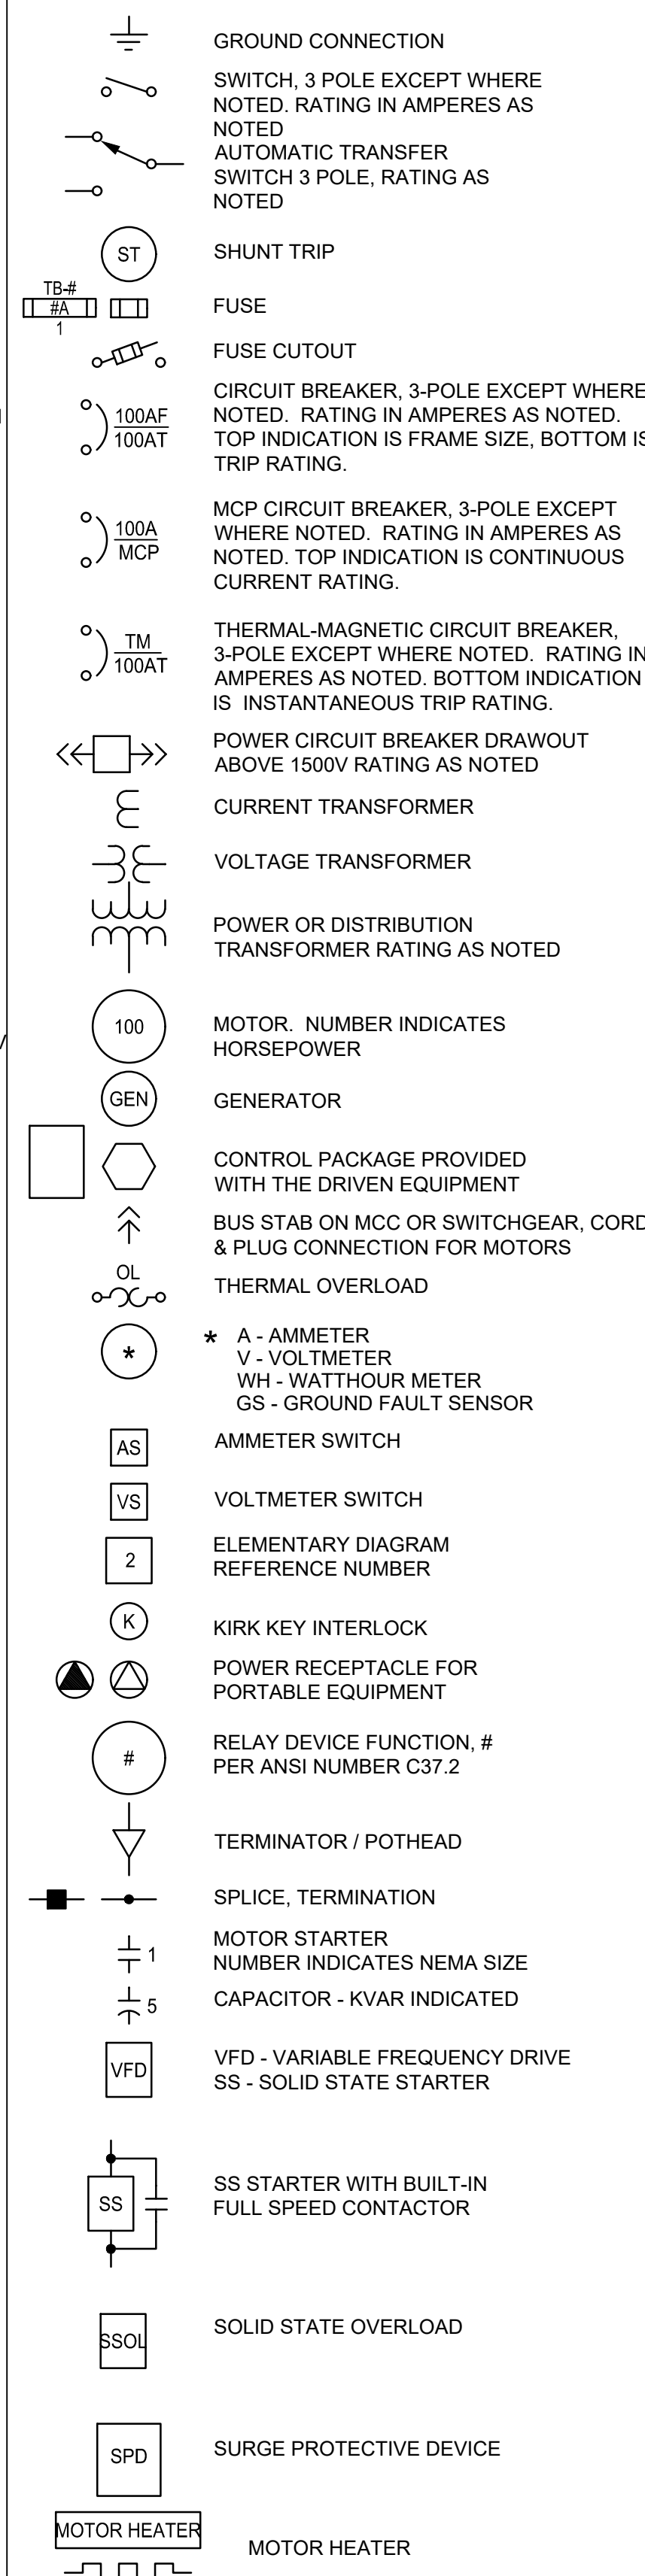 GROUND CONNECTION
SWITCH, 3 POLE EXCEPT WHERE
NOTED. RATING IN AMPERES AS
NOTED
AUTOMATIC TRANSFER
SWITCH 3 POLE, RATING AS
NOTED
ST
SHUNT TRIP
TB-#
#A
1
FUSE
FUSE CUTOUT
100AF
100AT
CIRCUIT BREAKER, 3-POLE EXCEPT WHERE
NOTED. RATING IN AMPERES AS NOTED.
TOP INDICATION IS FRAME SIZE, BOTTOM IS
TRIP RATING.
100A
MCP
MCP CIRCUIT BREAKER, 3-POLE EXCEPT
WHERE NOTED. RATING IN AMPERES AS
NOTED. TOP INDICATION IS CONTINUOUS
CURRENT RATING.
TM
100AT
THERMAL-MAGNETIC CIRCUIT BREAKER,
3-POLE EXCEPT WHERE NOTED. RATING IN
AMPERES AS NOTED. BOTTOM INDICATION
IS INSTANTANEOUS TRIP RATING.
POWER CIRCUIT BREAKER DRAWOUT
ABOVE 1500V RATING AS NOTED
CURRENT TRANSFORMER
VOLTAGE TRANSFORMER
POWER OR DISTRIBUTION
TRANSFORMER RATING AS NOTED
100
MOTOR. NUMBER INDICATES
HORSEPOWER
GEN
GENERATOR
CONTROL PACKAGE PROVIDED
WITH THE DRIVEN EQUIPMENT
BUS STAB ON MCC OR SWITCHGEAR, CORD
& PLUG CONNECTION FOR MOTORS
OL
THERMAL OVERLOAD
*
* A - AMMETER
V - VOLTMETER
WH - WATTHOUR METER
GS - GROUND FAULT SENSOR
AS
AMMETER SWITCH
VS
VOLTMETER SWITCH
2
ELEMENTARY DIAGRAM
REFERENCE NUMBER
K
KIRK KEY INTERLOCK
POWER RECEPTACLE FOR
PORTABLE EQUIPMENT
#
RELAY DEVICE FUNCTION, #
PER ANSI NUMBER C37.2
TERMINATOR / POTHEAD
SPLICE, TERMINATION
1
MOTOR STARTER
NUMBER INDICATES NEMA SIZE
5
CAPACITOR - KVAR INDICATED
VFD
VFD - VARIABLE FREQUENCY DRIVE
SS - SOLID STATE STARTER
SS
SS STARTER WITH BUILT-IN
FULL SPEED CONTACTOR
SSOL
SOLID STATE OVERLOAD
SPD
SURGE PROTECTIVE DEVICE
MOTOR HEATER
MOTOR HEATER